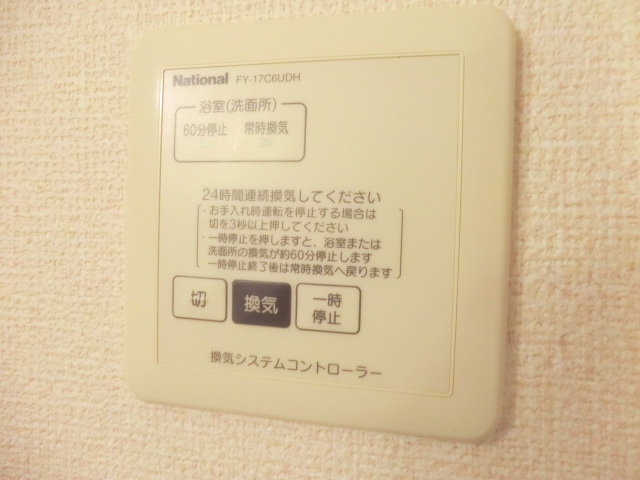 National FY-17C6UDH
浴室(洗面所)
60分停止 常時換気
24時間連続換気してください
・お手入れ時運転を停止する場合は
切を3秒以上押してください
・一時停止を押しますと、浴室または
洗面所の換気が約60分停止します
一時停止終了後は常時換気へ戻ります
切 換気 一時
停止
換気システムコントローラー